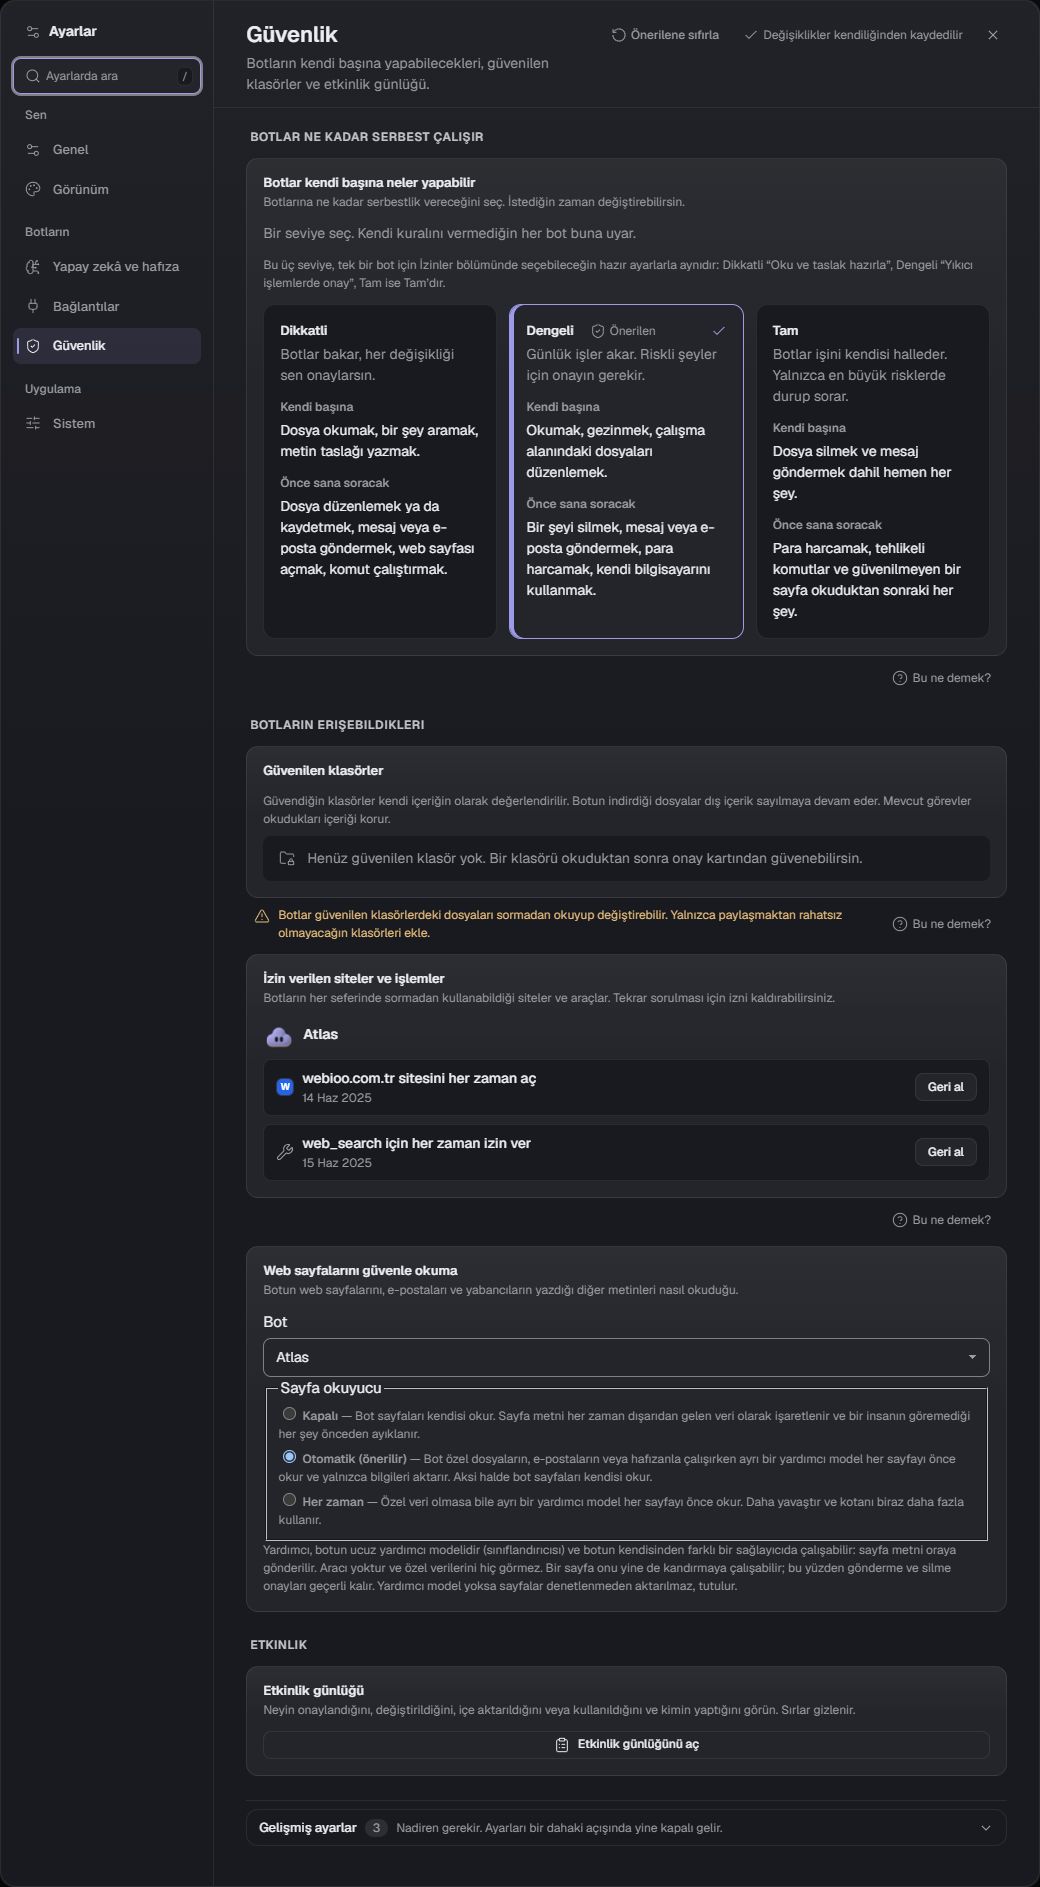 Ayarlar
Ayarlarda ara
/
Sen
Genel
Görünüm
Botların
Yapay zekâ ve hafıza
Bağlantılar
Güvenlik
Uygulama
Sistem
Güvenlik
Önerilene sıfırla
Değişiklikler kendiliğinden kaydedilir
Botların kendi başına yapabilecekleri, güvenilen
klasörler ve etkinlik günlüğü.
BOTLAR NE KADAR SERBEST ÇALIŞIR
Botlar kendi başına neler yapabilir
Botlarına ne kadar serbestlik vereceğini seç. İstediğin zaman değiştirebilirsin.
Bir seviye seç. Kendi kuralını vermediğin her bot buna uyar.
Bu üç seviye, tek bir bot için İzinler bölümünde seçebileceğin hazır ayarlarla aynıdır: Dikkatli “Oku ve taslak hazırla”, Dengeli “Yıkıcı
işlemlerde onay”, Tam ise Tam’dır.
Dikkatli
Botlar bakar, her değişikliği
sen onaylarsın.
Kendi başına
Dosya okumak, bir şey aramak,
metin taslağı yazmak.
Önce sana soracak
Dosya düzenlemek ya da
kaydetmek, mesaj veya e-
posta göndermek, web sayfası
açmak, komut çalıştırmak.
Dengeli
Önerilen
Günlük işler akar. Riskli şeyler
için onayın gerekir.
Kendi başına
Okumak, gezinmek, çalışma
alanındaki dosyaları
düzenlemek.
Önce sana soracak
Bir şeyi silmek, mesaj veya e-
posta göndermek, para
harcamak, kendi bilgisayarını
kullanmak.
Tam
Botlar işini kendisi halleder.
Yalnızca en büyük risklerde
durup sorar.
Kendi başına
Dosya silmek ve mesaj
göndermek dahil hemen her
şey.
Önce sana soracak
Para harcamak, tehlikeli
komutlar ve güvenilmeyen bir
sayfa okuduktan sonraki her
şey.
Bu ne demek?
BOTLARIN ERIŞEBILDIKLERI
Güvenilen klasörler
Güvendiğin klasörler kendi içeriğin olarak değerlendirilir. Botun indirdiği dosyalar dış içerik sayılmaya devam eder. Mevcut görevler
okudukları içeriği korur.
Henüz güvenilen klasör yok. Bir klasörü okuduktan sonra onay kartından güvenebilirsin.
Botlar güvenilen klasörlerdeki dosyaları sormadan okuyup değiştirebilir. Yalnızca paylaşmaktan rahatsız
olmayacağın klasörleri ekle.
Bu ne demek?
İzin verilen siteler ve işlemler
Botların her seferinde sormadan kullanabildiği siteler ve araçlar. Tekrar sorulması için izni kaldırabilirsiniz.
Atlas
W
webioo.com.tr sitesini her zaman aç
14 Haz 2025
Geri al
web_search için her zaman izin ver
15 Haz 2025
Geri al
Bu ne demek?
Web sayfalarını güvenle okuma
Botun web sayfalarını, e-postaları ve yabancıların yazdığı diğer metinleri nasıl okuduğu.
Bot
Atlas
Sayfa okuyucu
Kapalı — Bot sayfaları kendisi okur. Sayfa metni her zaman dışarıdan gelen veri olarak işaretlenir ve bir insanın göremediği
her şey önceden ayıklanır.
Otomatik (önerilir) — Bot özel dosyaların, e-postaların veya hafızanla çalışırken ayrı bir yardımcı model her sayfayı önce
okur ve yalnızca bilgileri aktarır. Aksi halde bot sayfaları kendisi okur.
Her zaman — Özel veri olmasa bile ayrı bir yardımcı model her sayfayı önce okur. Daha yavaştır ve kotanı biraz daha fazla
kullanır.
Yardımcı, botun ucuz yardımcı modelidir (sınıflandırıcısı) ve botun kendisinden farklı bir sağlayıcıda çalışabilir: sayfa metni oraya
gönderilir. Aracı yoktur ve özel verilerini hiç görmez. Bir sayfa onu yine de kandırmaya çalışabilir; bu yüzden gönderme ve silme
onayları geçerli kalır. Yardımcı model yoksa sayfalar denetlenmeden aktarılmaz, tutulur.
ETKINLIK
Etkinlik günlüğü
Neyin onaylandığını, değiştirildiğini, içe aktarıldığını veya kullanıldığını ve kimin yaptığını görün. Sırlar gizlenir.
Etkinlik günlüğünü aç
Gelişmiş ayarlar
3
Nadiren gerekir. Ayarları bir dahaki açışında yine kapalı gelir.